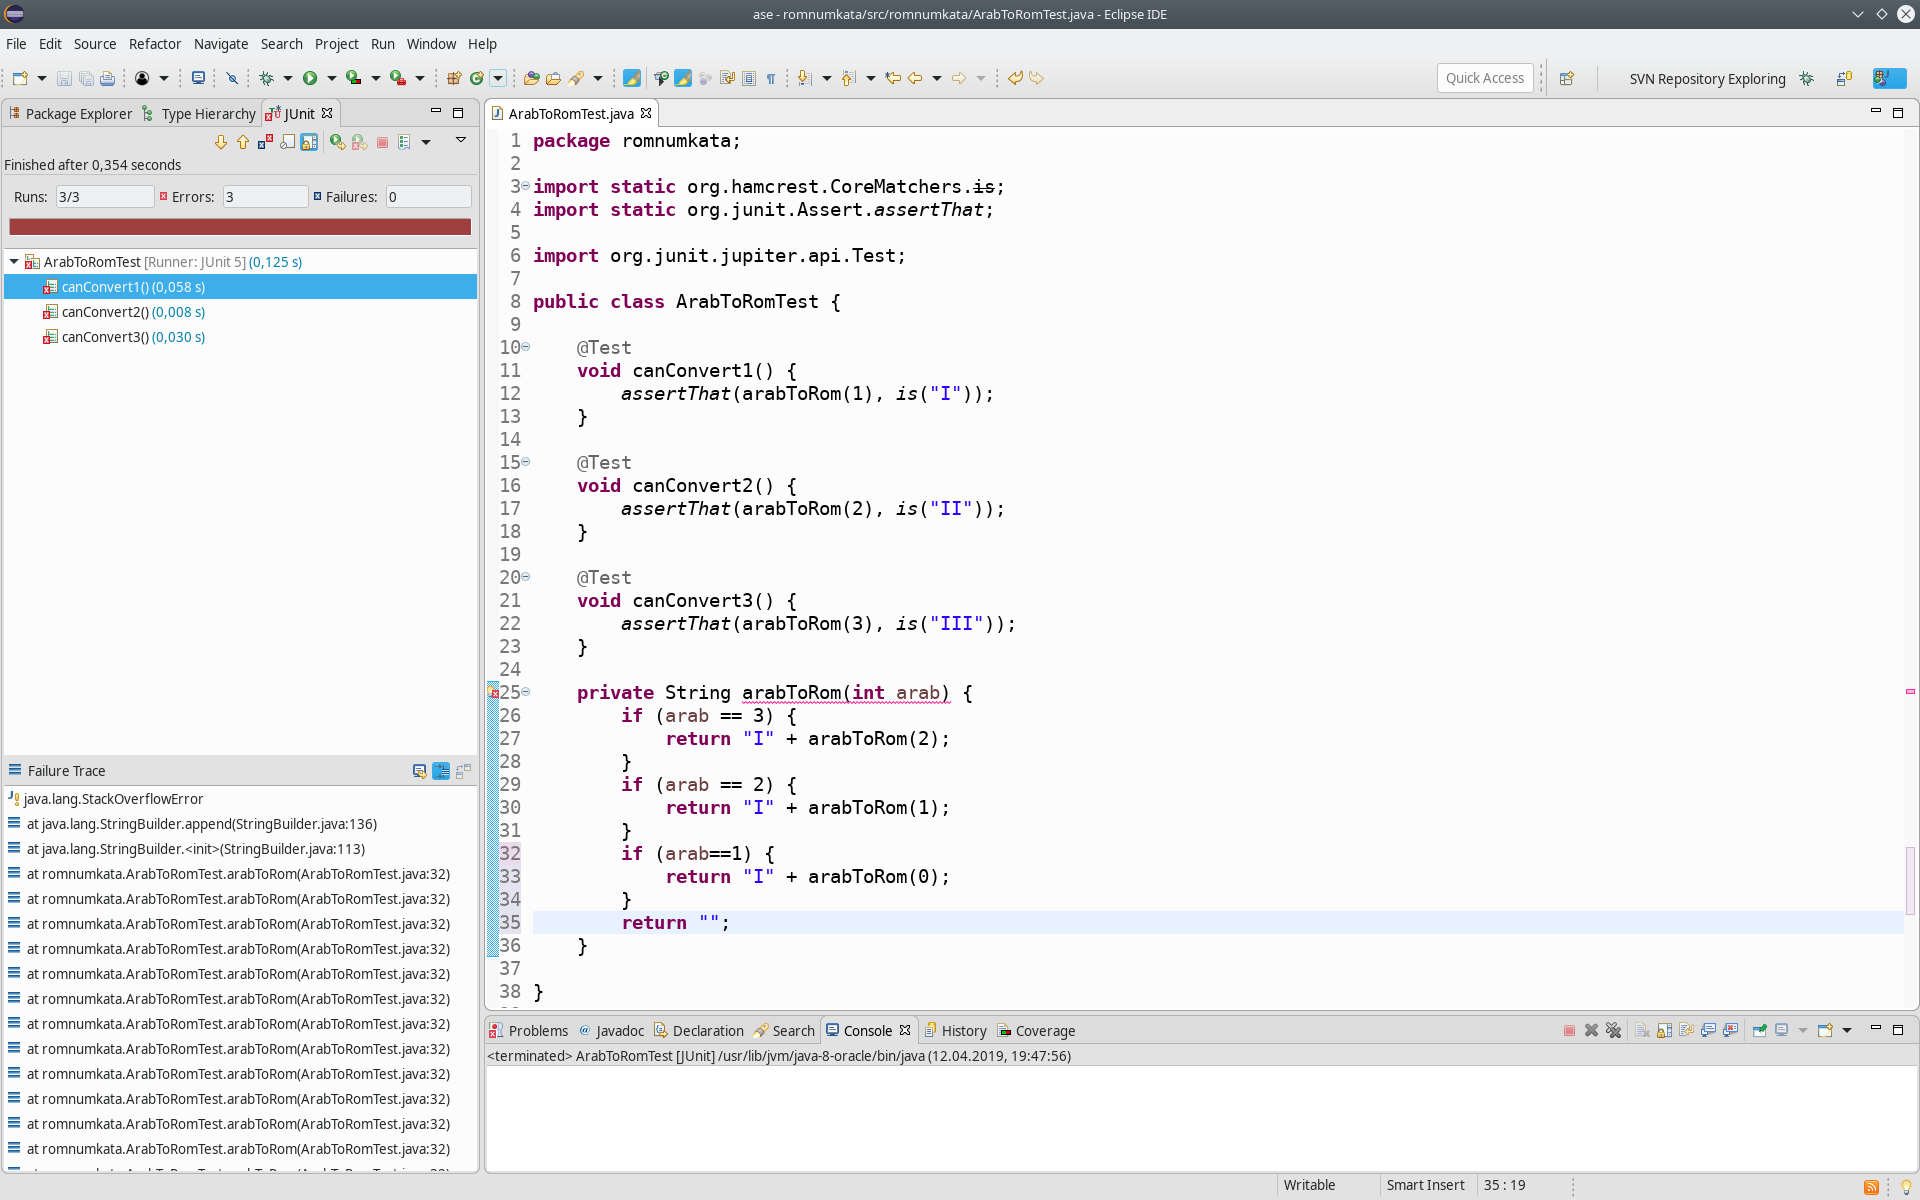 ase - romnumkata/src/romnumkata/ArabToRomTest.java - Eclipse IDE
File Edit Source Refactor Navigate Search Project Run Window Help
Quick Access
SVN Repository Exploring
Package Explorer Type Hierarchy JUnit
Finished after 0,354 seconds
Runs: 3/3 Errors: 3 Failures: 0
ArabToRomTest [Runner: JUnit 5] (0,125 s)
canConvert1() (0,058 s)
canConvert2() (0,008 s)
canConvert3() (0,030 s)
Failure Trace
java.lang.StackOverflowError
at java.lang.StringBuilder.append(StringBuilder.java:136)
at java.lang.StringBuilder.<init>(StringBuilder.java:113)
at romnumkata.ArabToRomTest.arabToRom(ArabToRomTest.java:32)
at romnumkata.ArabToRomTest.arabToRom(ArabToRomTest.java:32)
at romnumkata.ArabToRomTest.arabToRom(ArabToRomTest.java:32)
at romnumkata.ArabToRomTest.arabToRom(ArabToRomTest.java:32)
at romnumkata.ArabToRomTest.arabToRom(ArabToRomTest.java:32)
at romnumkata.ArabToRomTest.arabToRom(ArabToRomTest.java:32)
at romnumkata.ArabToRomTest.arabToRom(ArabToRomTest.java:32)
at romnumkata.ArabToRomTest.arabToRom(ArabToRomTest.java:32)
at romnumkata.ArabToRomTest.arabToRom(ArabToRomTest.java:32)
at romnumkata.ArabToRomTest.arabToRom(ArabToRomTest.java:32)
at romnumkata.ArabToRomTest.arabToRom(ArabToRomTest.java:32)
at romnumkata.ArabToRomTest.arabToRom(ArabToRomTest.java:32)
ArabToRomTest.java
1 package romnumkata;
2
3 import static org.hamcrest.CoreMatchers.is;
4 import static org.junit.Assert.assertThat;
5
6 import org.junit.jupiter.api.Test;
7
8 public class ArabToRomTest {
9
10 @Test
11 void canConvert1() {
12 assertThat(arabToRom(1), is("I"));
13 }
14
15 @Test
16 void canConvert2() {
17 assertThat(arabToRom(2), is("II"));
18 }
19
20 @Test
21 void canConvert3() {
22 assertThat(arabToRom(3), is("III"));
23 }
24
25 private String arabToRom(int arab) {
26 if (arab == 3) {
27 return "I" + arabToRom(2);
28 }
29 if (arab == 2) {
30 return "I" + arabToRom(1);
31 }
32 if (arab==1) {
33 return "I" + arabToRom(0);
34 }
35 return "";
36 }
37
38 }
Problems Javadoc Declaration Search Console History Coverage
<terminated> ArabToRomTest [JUnit] /usr/lib/jvm/java-8-oracle/bin/java (12.04.2019, 19:47:56)
Writable Smart Insert 35 : 19